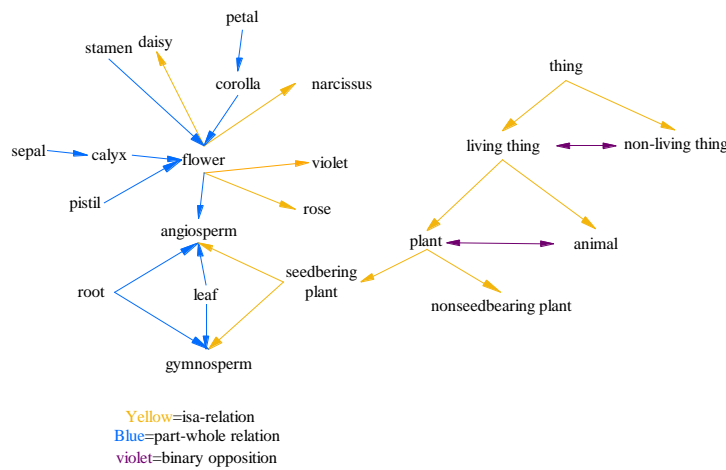 petal
daisy
stamen
corolla
narcissus
thing
sepal
calyx
flower
violet
living thing
non-living thing
pistil
rose
angiosperm
plant
animal
root
leaf
seedbering
plant
nonseedbearing plant
gymnosperm
Yellow=isa-relation
Blue=part-whole relation
violet=binary opposition